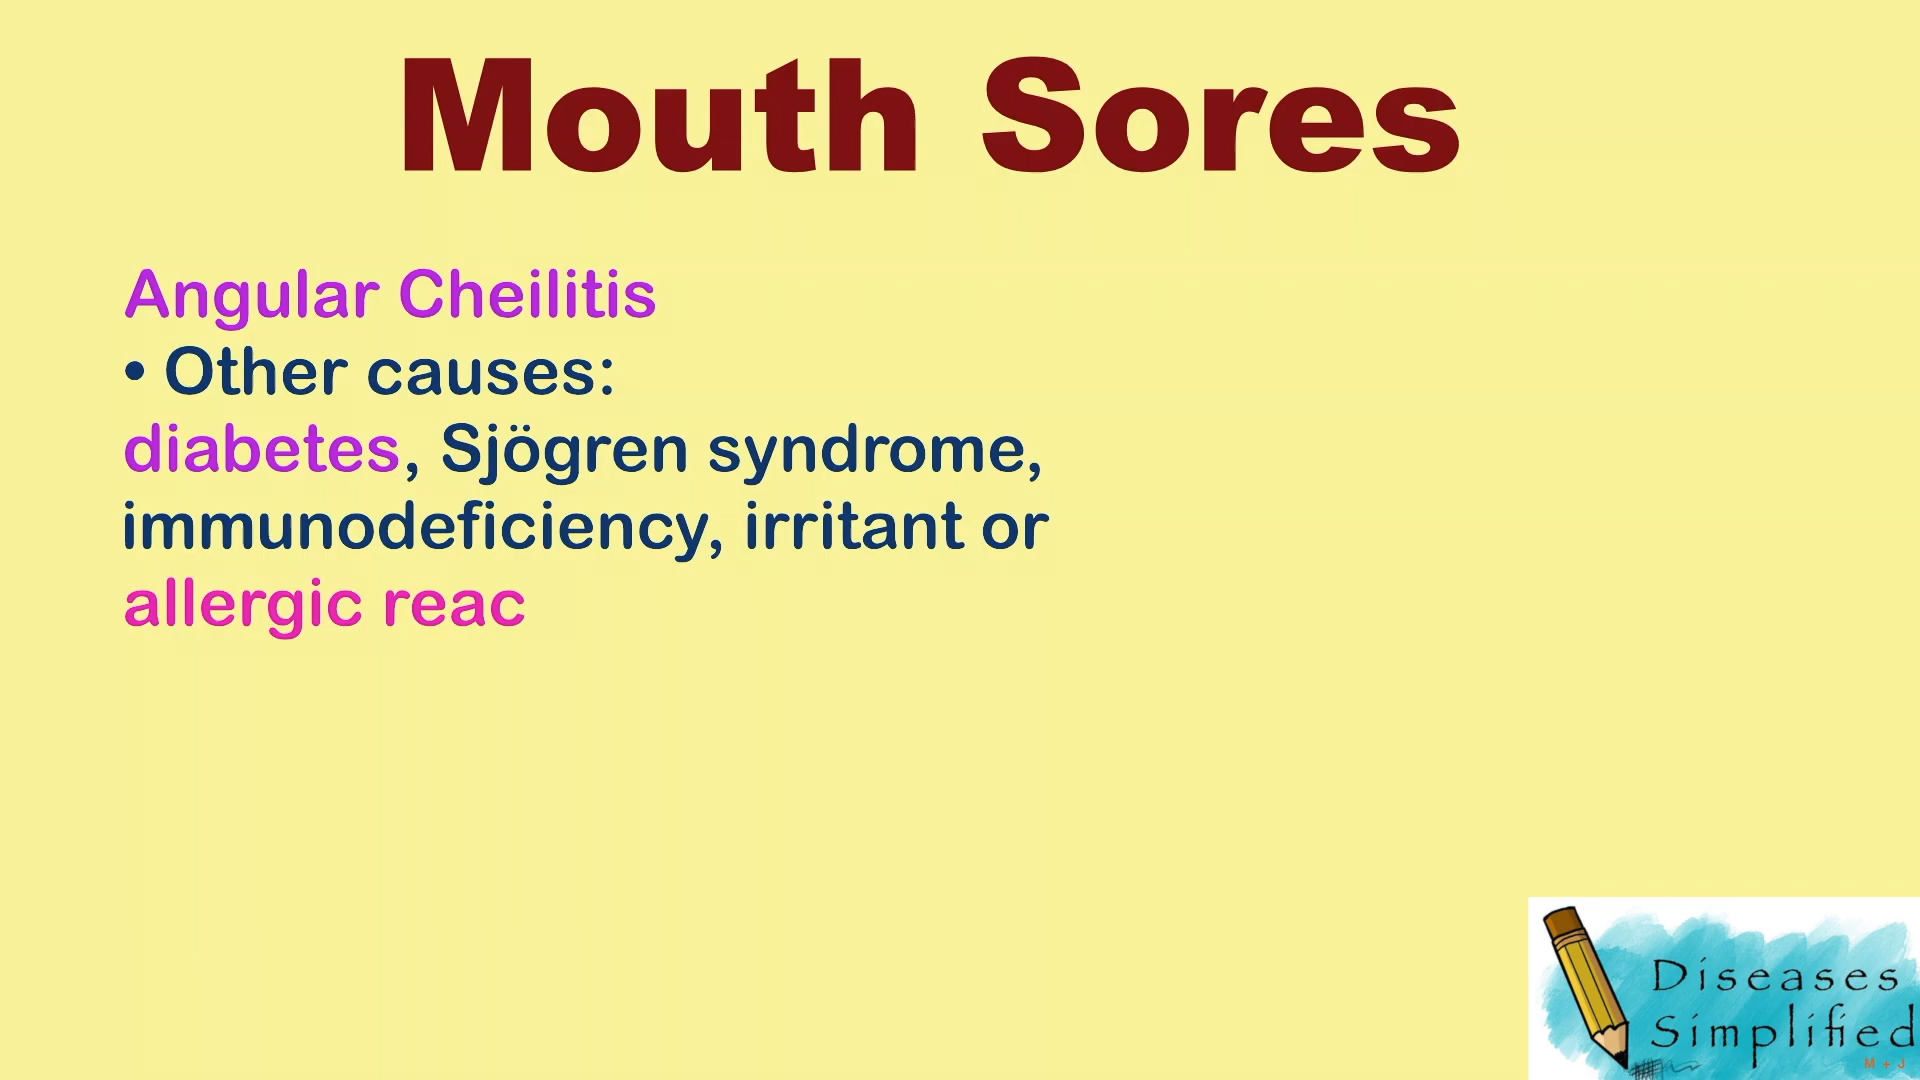 Mouth Sores
Angular Cheilitis
• Other causes:
diabetes, Sjögren syndrome,
immunodeficiency, irritant or
allergic reac
Diseases
Simplified
M + J